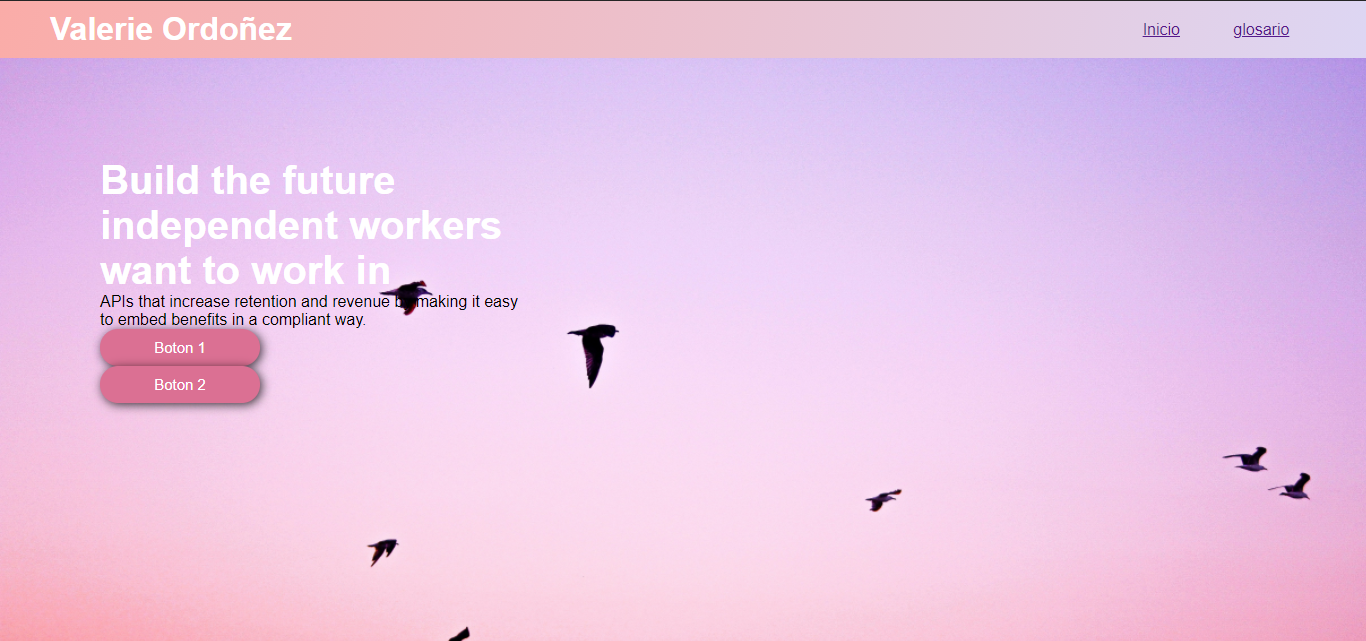 Valerie Ordoñez
Inicio
glosario
Build the future
independent workers
want to work in
APIs that increase retention and revenue by making it easy
to embed benefits in a compliant way.
Boton 1
Boton 2